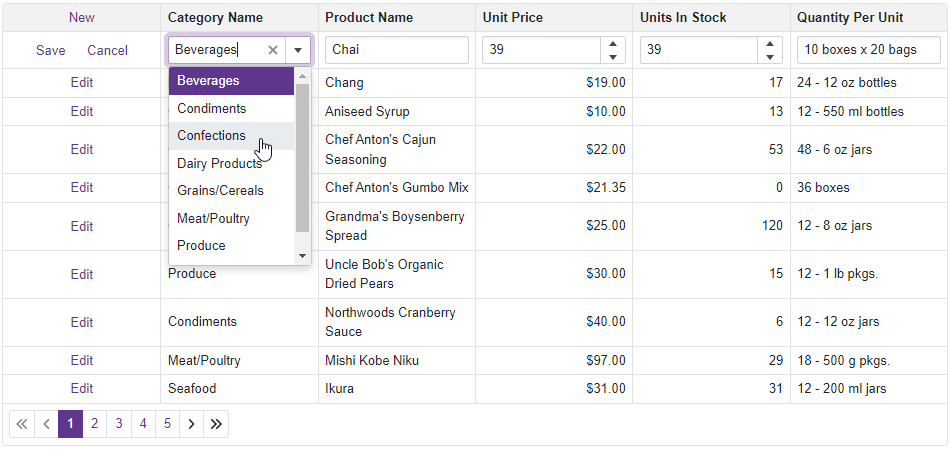 New Category Name Product Name Unit Price Units In Stock Quantity Per Unit
Save Cancel Beverages Chai 39 39 10 boxes x 20 bags
Beverages
Edit Chang $19.00 17 24 - 12 oz bottles
Condiments
Edit Aniseed Syrup $10.00 13 12 - 550 ml bottles
Confections
Edit Chef Anton's Cajun $22.00 53 48 - 6 oz jars
Seasoning
Dairy Products
Edit Chef Anton's Gumbo Mix $21.35 0 36 boxes
Grains/Cereals
Meat/Poultry
Edit Grandma's Boysenberry $25.00 120 12 - 8 oz jars
Spread
Produce
Edit Produce Uncle Bob's Organic $30.00 15 12 - 1 lb pkgs.
Dried Pears
Edit Condiments Northwoods Cranberry $40.00 6 12 - 12 oz jars
Sauce
Edit Meat/Poultry Mishi Kobe Niku $97.00 29 18 - 500 g pkgs.
Edit Seafood Ikura $31.00 31 12 - 200 ml jars
1 2 3 4 5